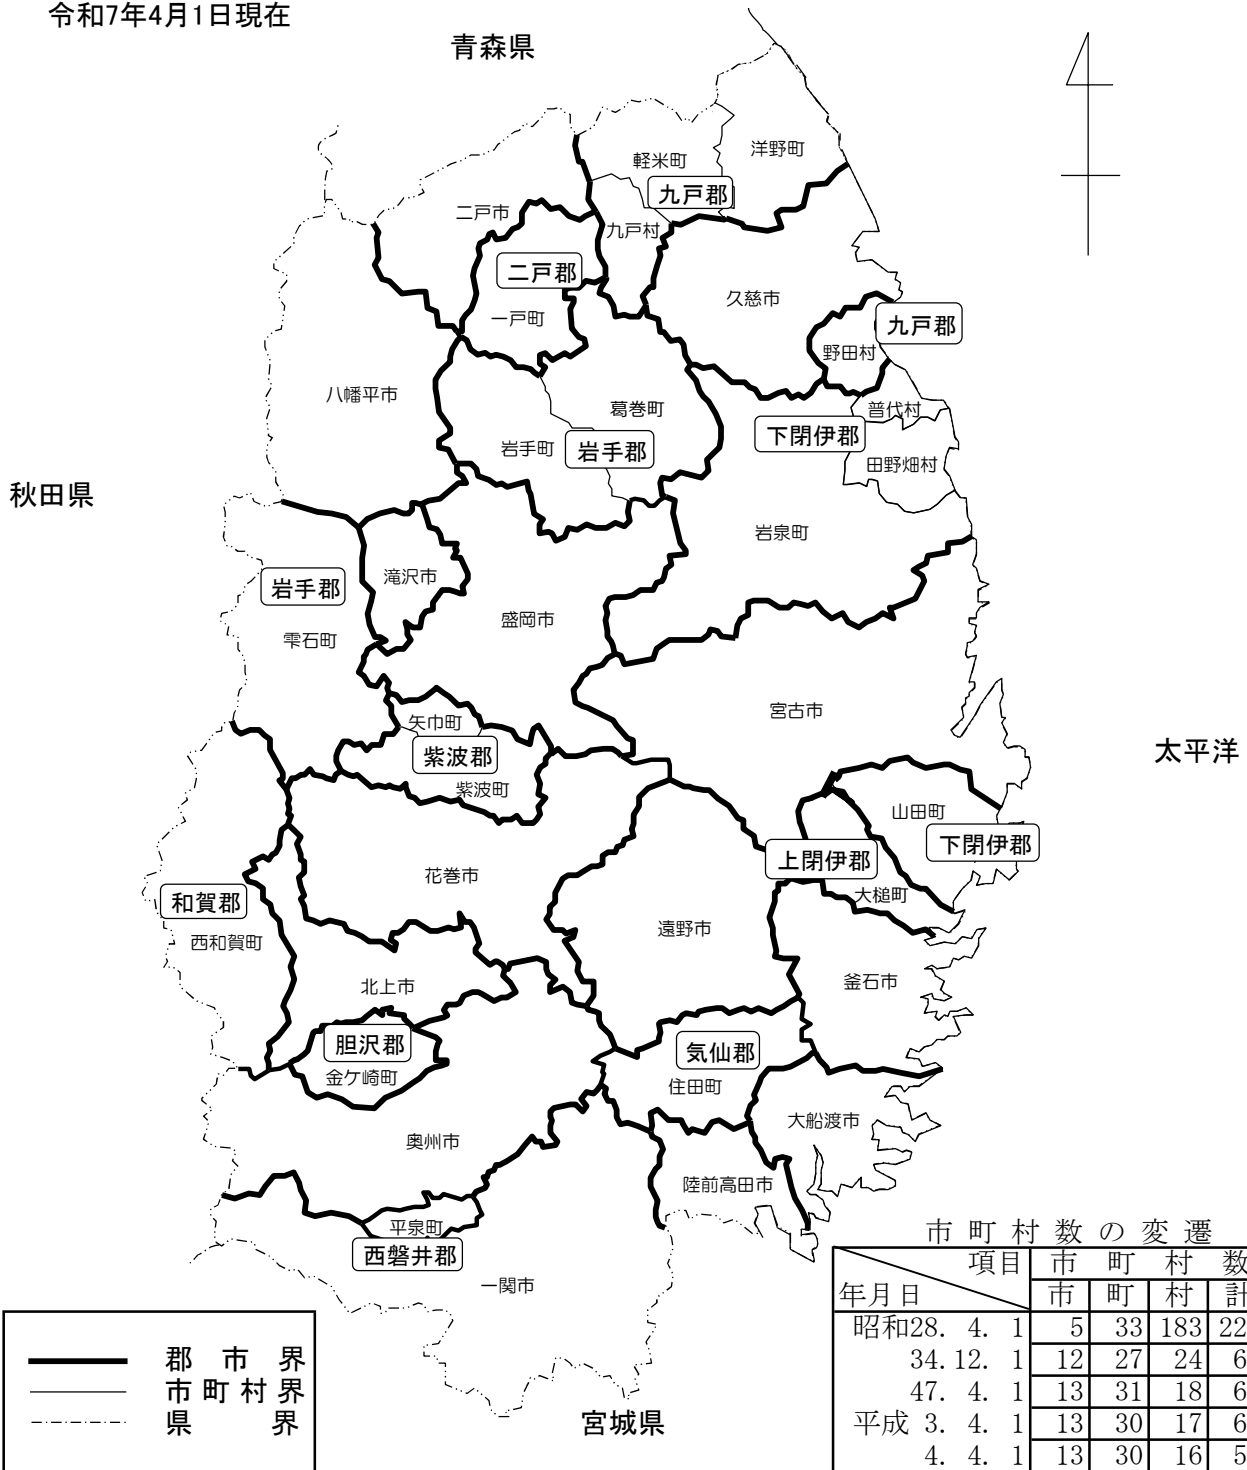 令和7年4月1日現在
青森県
洋野町
軽米町
九戸郡
二戸市
九戸村
二戸郡
久慈市
一戸町
九戸郡
野田村
八幡平市
葛巻町
普代村
下閉伊郡
岩手町
岩手郡
田野畑村
秋田県
岩泉町
滝沢市
岩手郡
盛岡市
雫石町
宮古市
矢巾町
紫波郡
太平洋
紫波町
山田町
下閉伊郡
上閉伊郡
花巻市
大槌町
和賀郡
遠野市
西和賀町
釜石市
北上市
胆沢郡
気仙郡
金ケ崎町
住田町
大船渡市
奥州市
陸前高田市
平泉町
西磐井郡
一関市
宮城県
郡市界
市町村界
県界
市町村数の変遷
項目 市町村数
年月日 市 町 村 計
昭和28. 4. 1 5 33 183 22
34.12. 1 12 27 24 6
47. 4. 1 13 31 18 6
平成 3. 4. 1 13 30 17 6
4. 4. 1 13 30 16 5